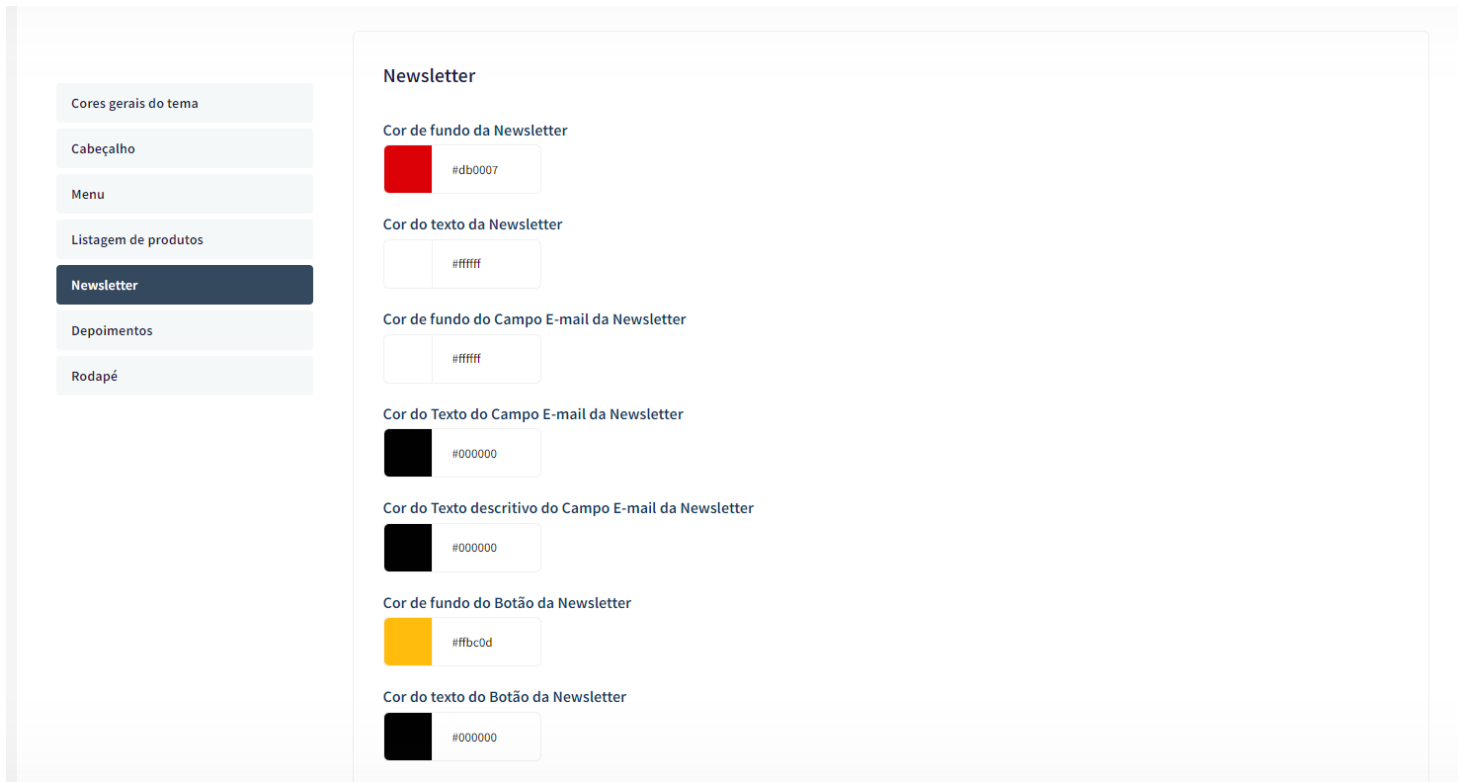 Cores gerais do tema
Cabeçalho
Menu
Listagem de produtos
Newsletter
Depoimentos
Rodapé
Newsletter
Cor de fundo da Newsletter
#db0007
Cor do texto da Newsletter
#ffffff
Cor de fundo do Campo E-mail da Newsletter
#ffffff
Cor do Texto do Campo E-mail da Newsletter
#000000
Cor do Texto descritivo do Campo E-mail da Newsletter
#000000
Cor de fundo do Botão da Newsletter
#ffbc0d
Cor do texto do Botão da Newsletter
#000000